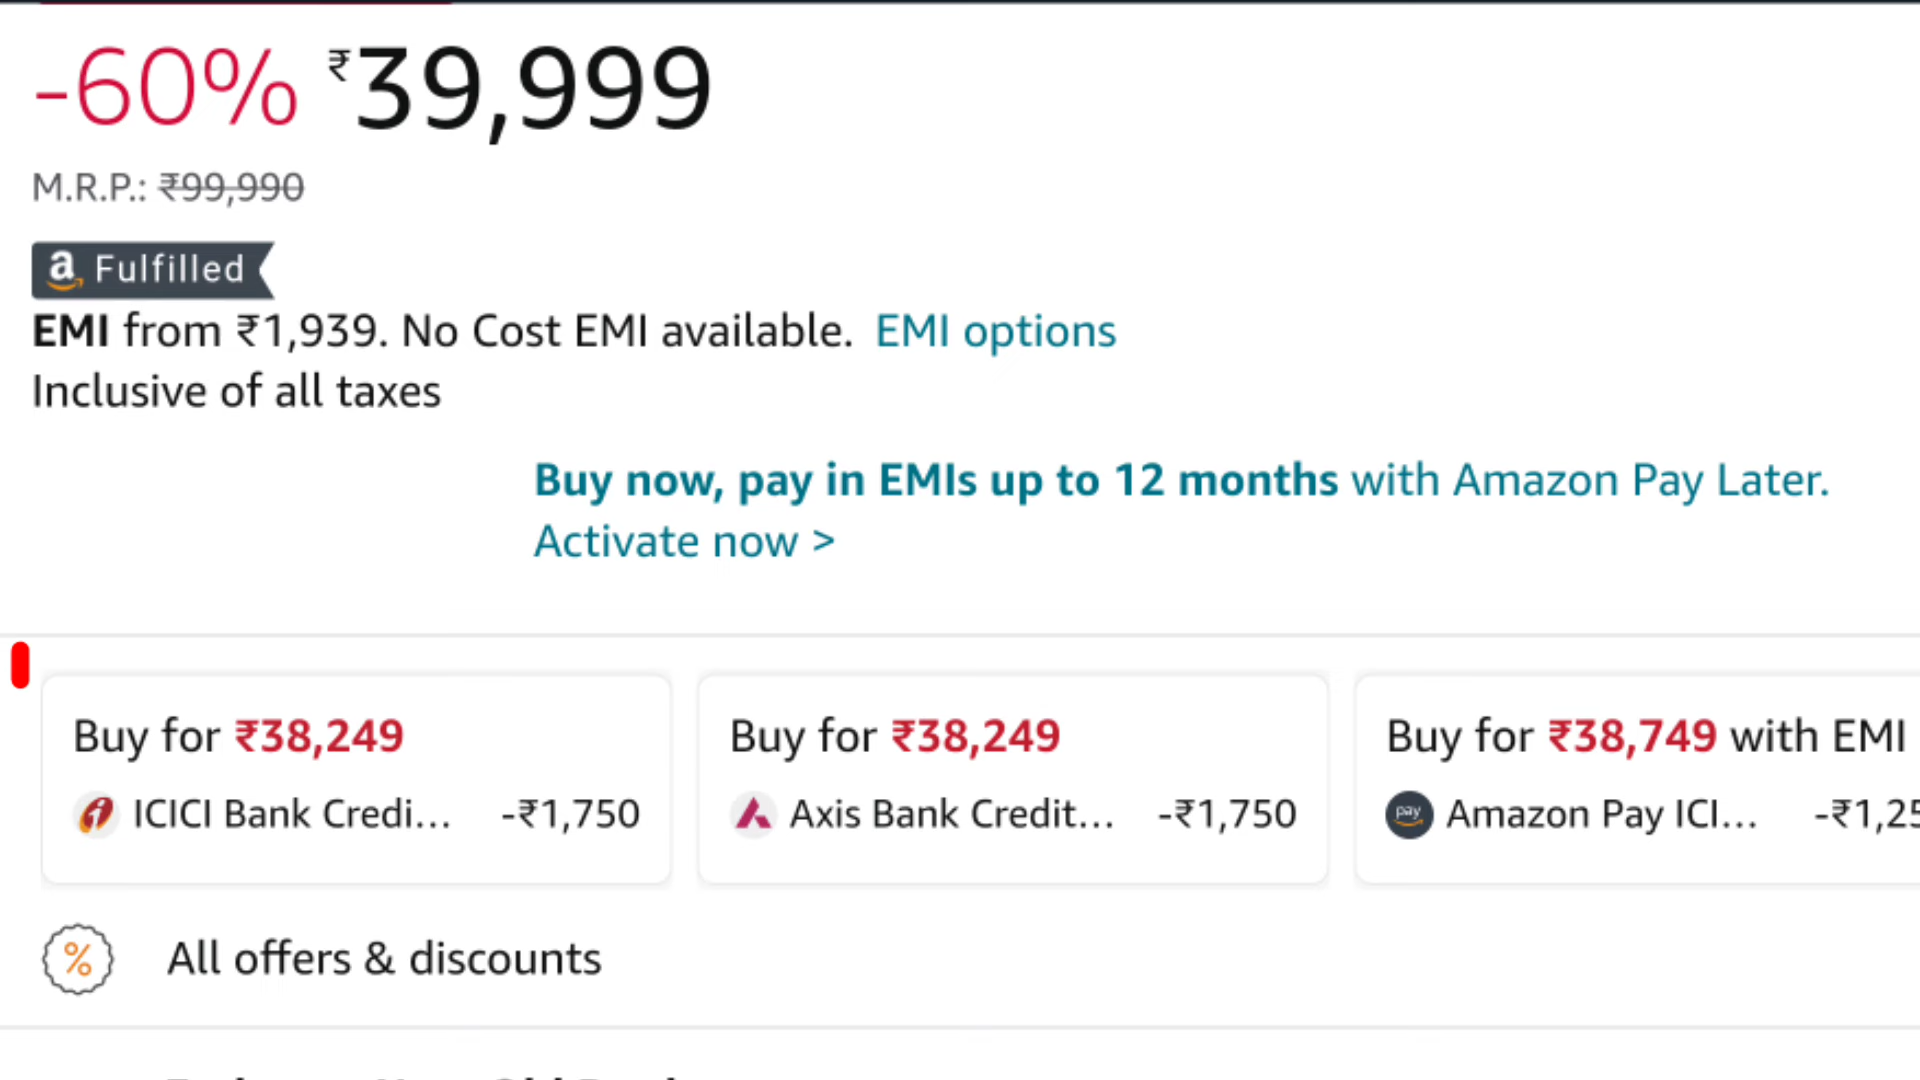 -60% ₹39,999
M.R.P.: ₹99,990
a Fulfilled
EMI from ₹1,939. No Cost EMI available. EMI options
Inclusive of all taxes
Buy now, pay in EMIs up to 12 months with Amazon Pay Later.
Activate now >
Buy for ₹38,249
ICICI Bank Credi... -₹1,750
Buy for ₹38,249
Axis Bank Credit... -₹1,750
Buy for ₹38,749 with EMI
pay Amazon Pay ICI... -₹1,25
% All offers & discounts